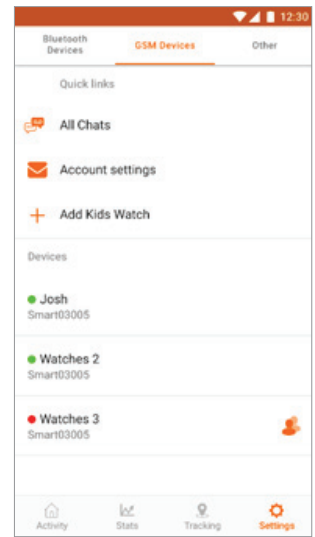 12:30
Bluetooth
Devices
GSM Devices
Other
Quick links
All Chats
Account settings
Add Kids Watch
Devices
Josh
Smart03005
Watches 2
Smart03005
Watches 3
Smart03005
Activity
Stats
Tracking
Settings